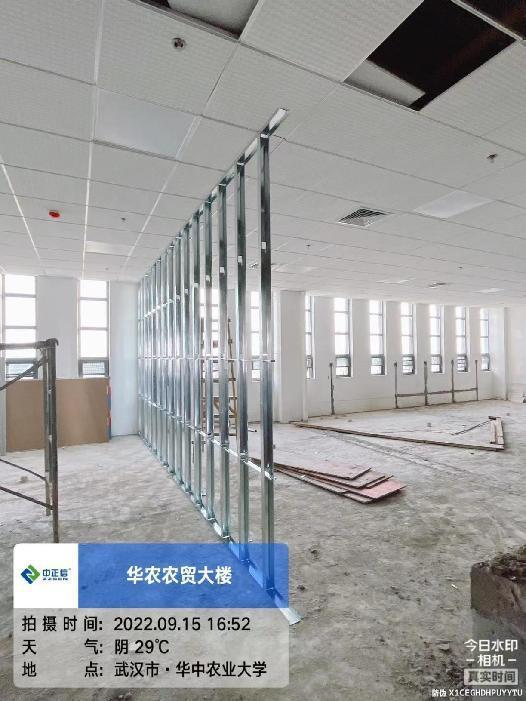 中正信
华农农贸大楼
拍摄时间: 2022.09.15 16:52
天气: 阴 29℃
地点: 武汉市·华中农业大学
今日水印
-相机-
真实时间
防伪 X1CEGHDHPUYYTU